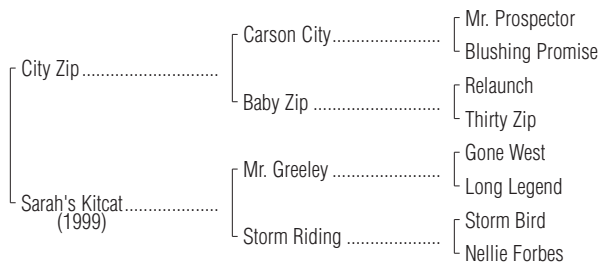 Mr. Prospector
Carson City
Blushing Promise
City Zip
Relaunch
Baby Zip
Thirty Zip
Gone West
Mr. Greeley
Long Legend
Sarah's Kitcat
(1999)
Storm Bird
Storm Riding
Nellie Forbes